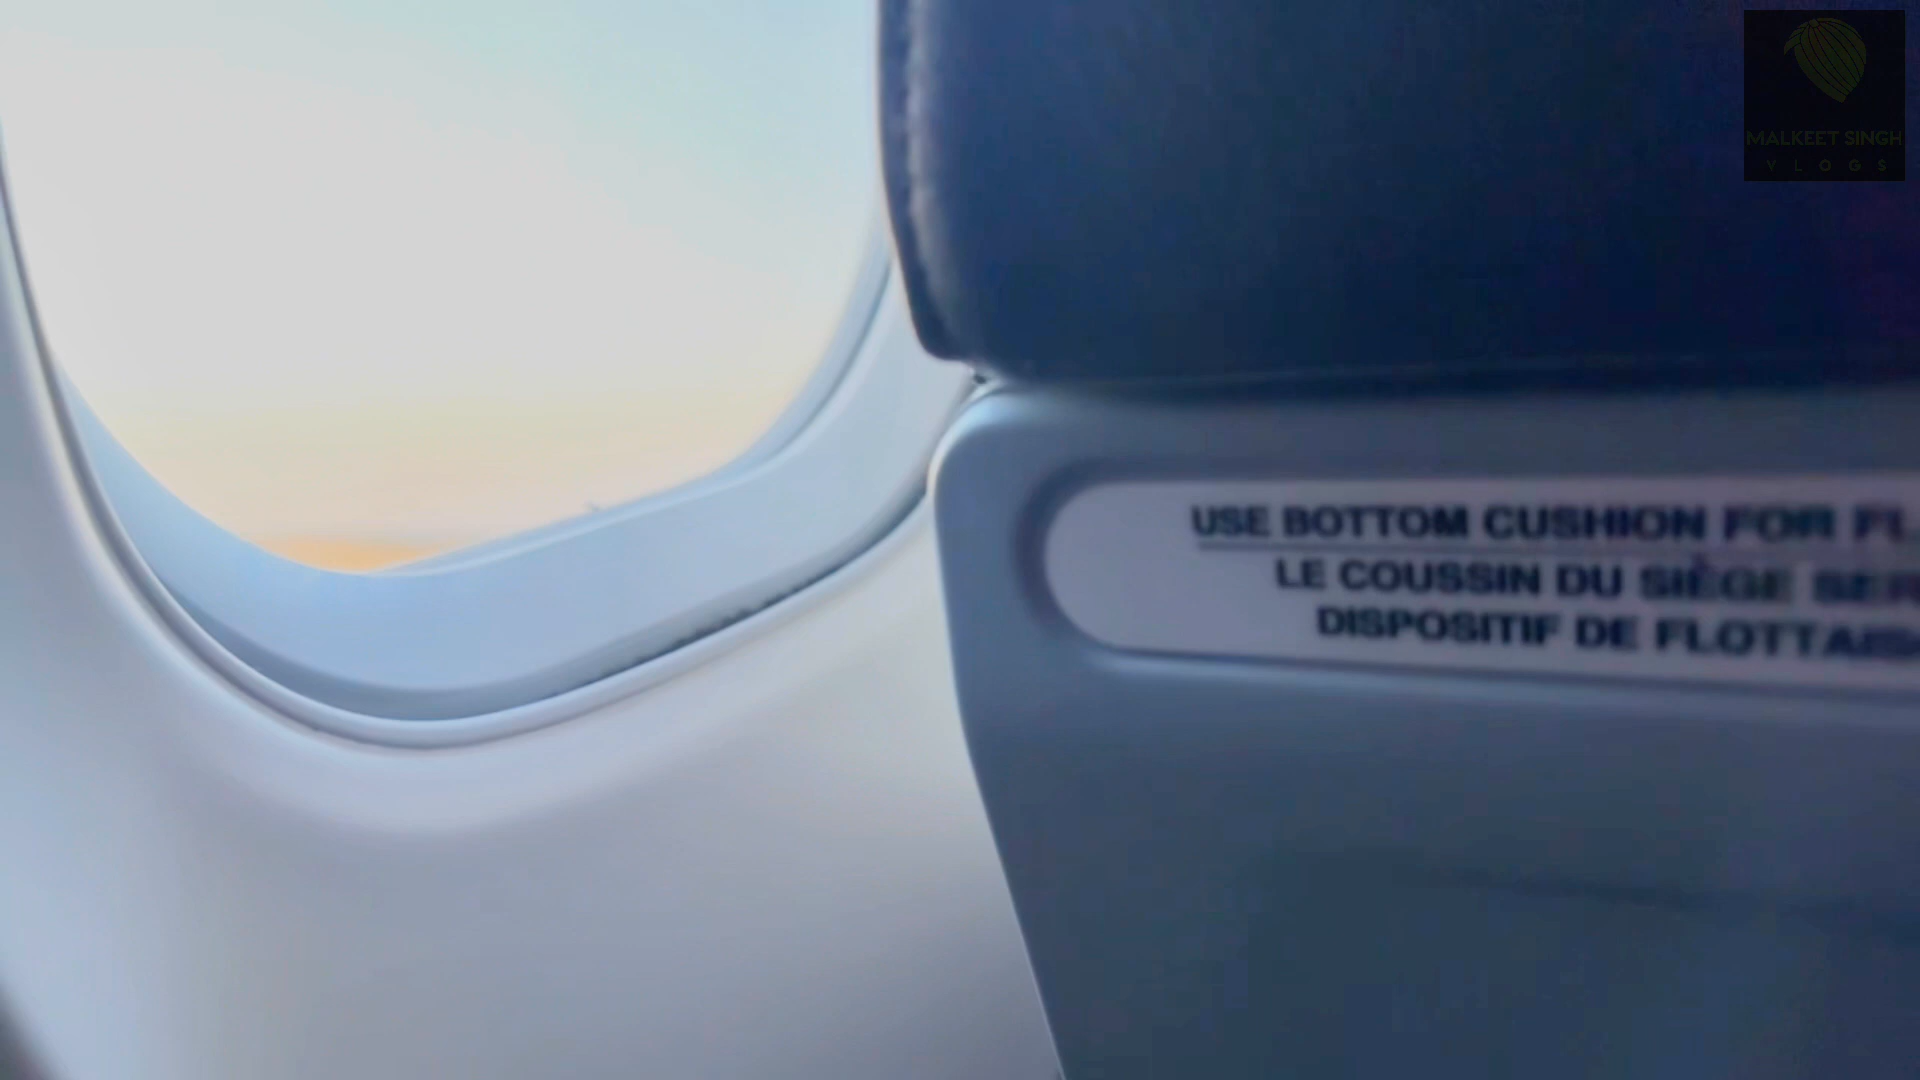 MALKEET SINGH
VLOGS
USE BOTTOM CUSHION FOR
LE COUSSIN DU SIÈGE
DISPOSITIF DE